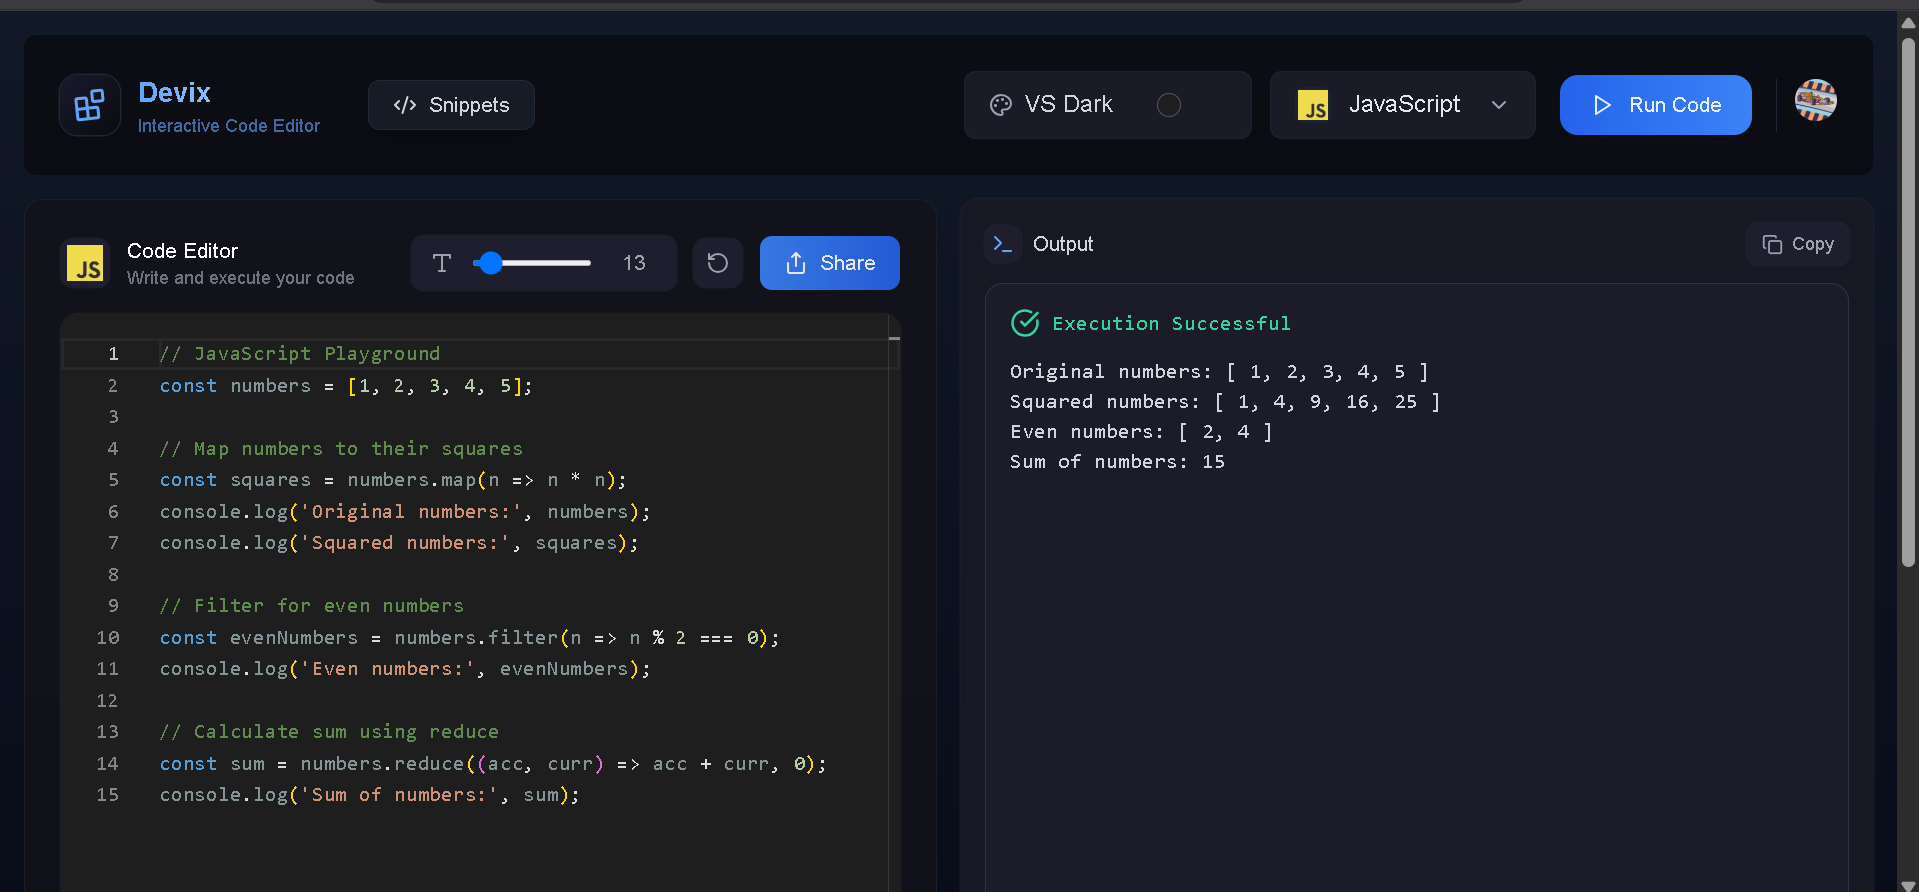 Devix
Interactive Code Editor
</> Snippets
VS Dark
JS
JavaScript
Run Code
JS
Code Editor
Write and execute your code
T
13
Share
1 // JavaScript Playground
2 const numbers = [1, 2, 3, 4, 5];
3
4 // Map numbers to their squares
5 const squares = numbers.map(n => n * n);
6 console.log('Original numbers:', numbers);
7 console.log('Squared numbers:', squares);
8
9 // Filter for even numbers
10 const evenNumbers = numbers.filter(n => n % 2 === 0);
11 console.log('Even numbers:', evenNumbers);
12
13 // Calculate sum using reduce
14 const sum = numbers.reduce((acc, curr) => acc + curr, 0);
15 console.log('Sum of numbers:', sum);
Output
Copy
Execution Successful
Original numbers: [ 1, 2, 3, 4, 5 ]
Squared numbers: [ 1, 4, 9, 16, 25 ]
Even numbers: [ 2, 4 ]
Sum of numbers: 15